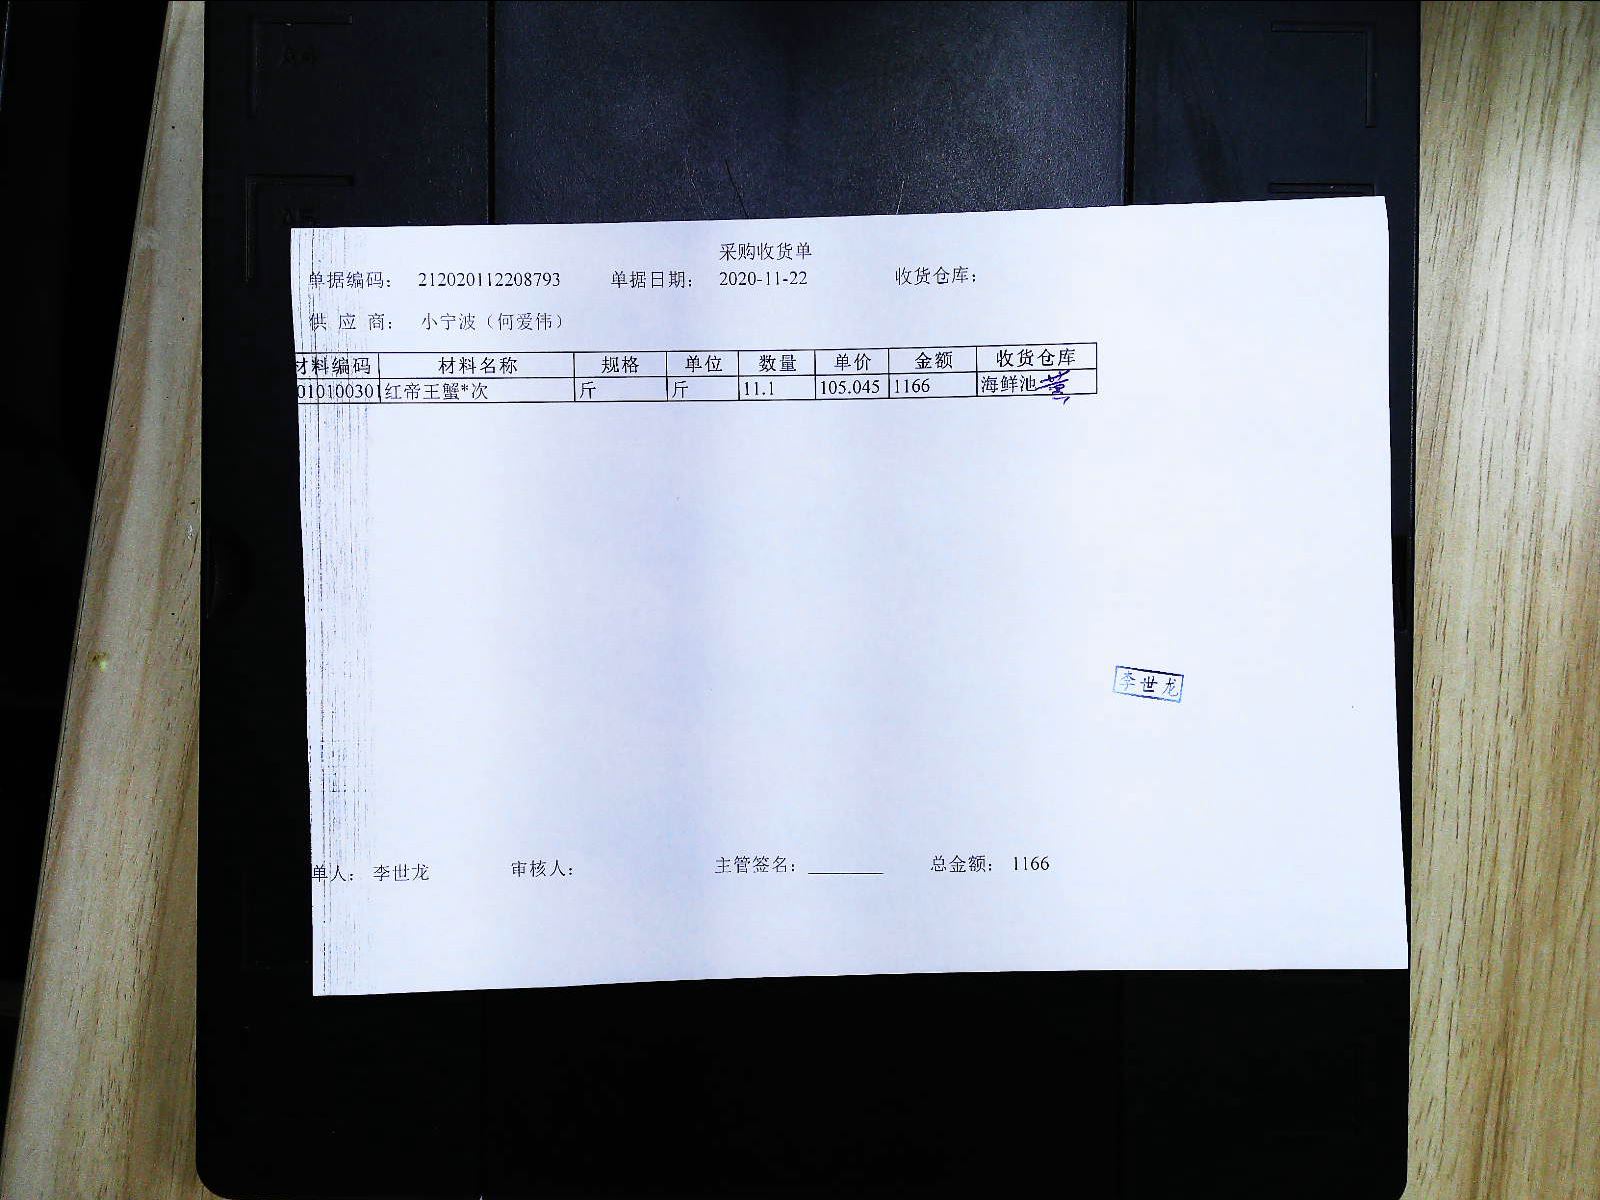 采购收货单
单据编码： 212020112208793 单据日期： 2020-11-22 收货仓库：
供 应 商： 小宁波（何爱伟）
材料编码 材料名称 规格 单位 数量 单价 金额 收货仓库
010100301 红帝王蟹*次 斤 斤 11.1 105.045 1166 海鲜池
李世龙
单人： 李世龙 审核人： 主管签名： ________ 总金额： 1166